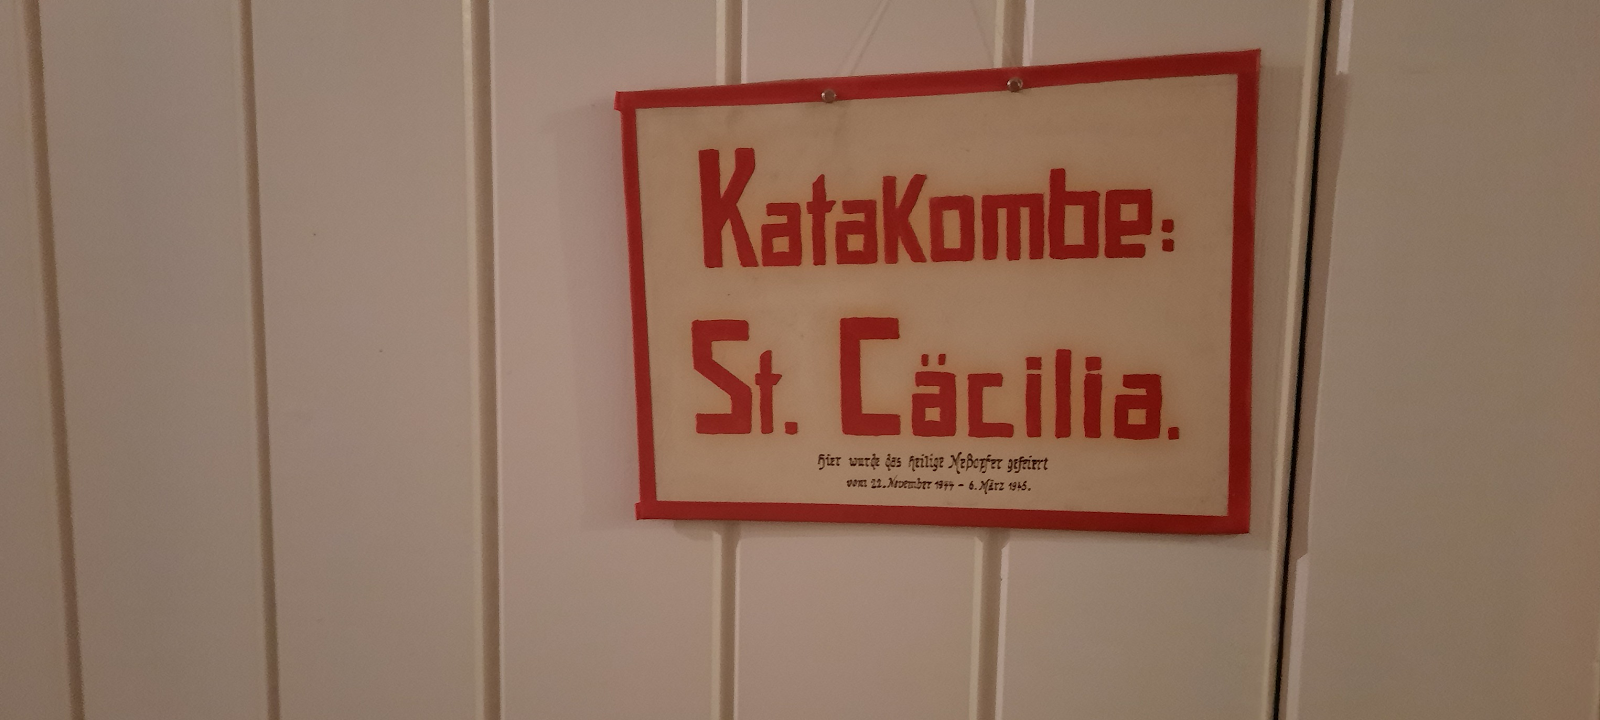 Katakombe:
St. Cäcilia.
Hier wurde das heilige Meßopfer gefeiert
vom 22. November 1944 - 6. März 1945.